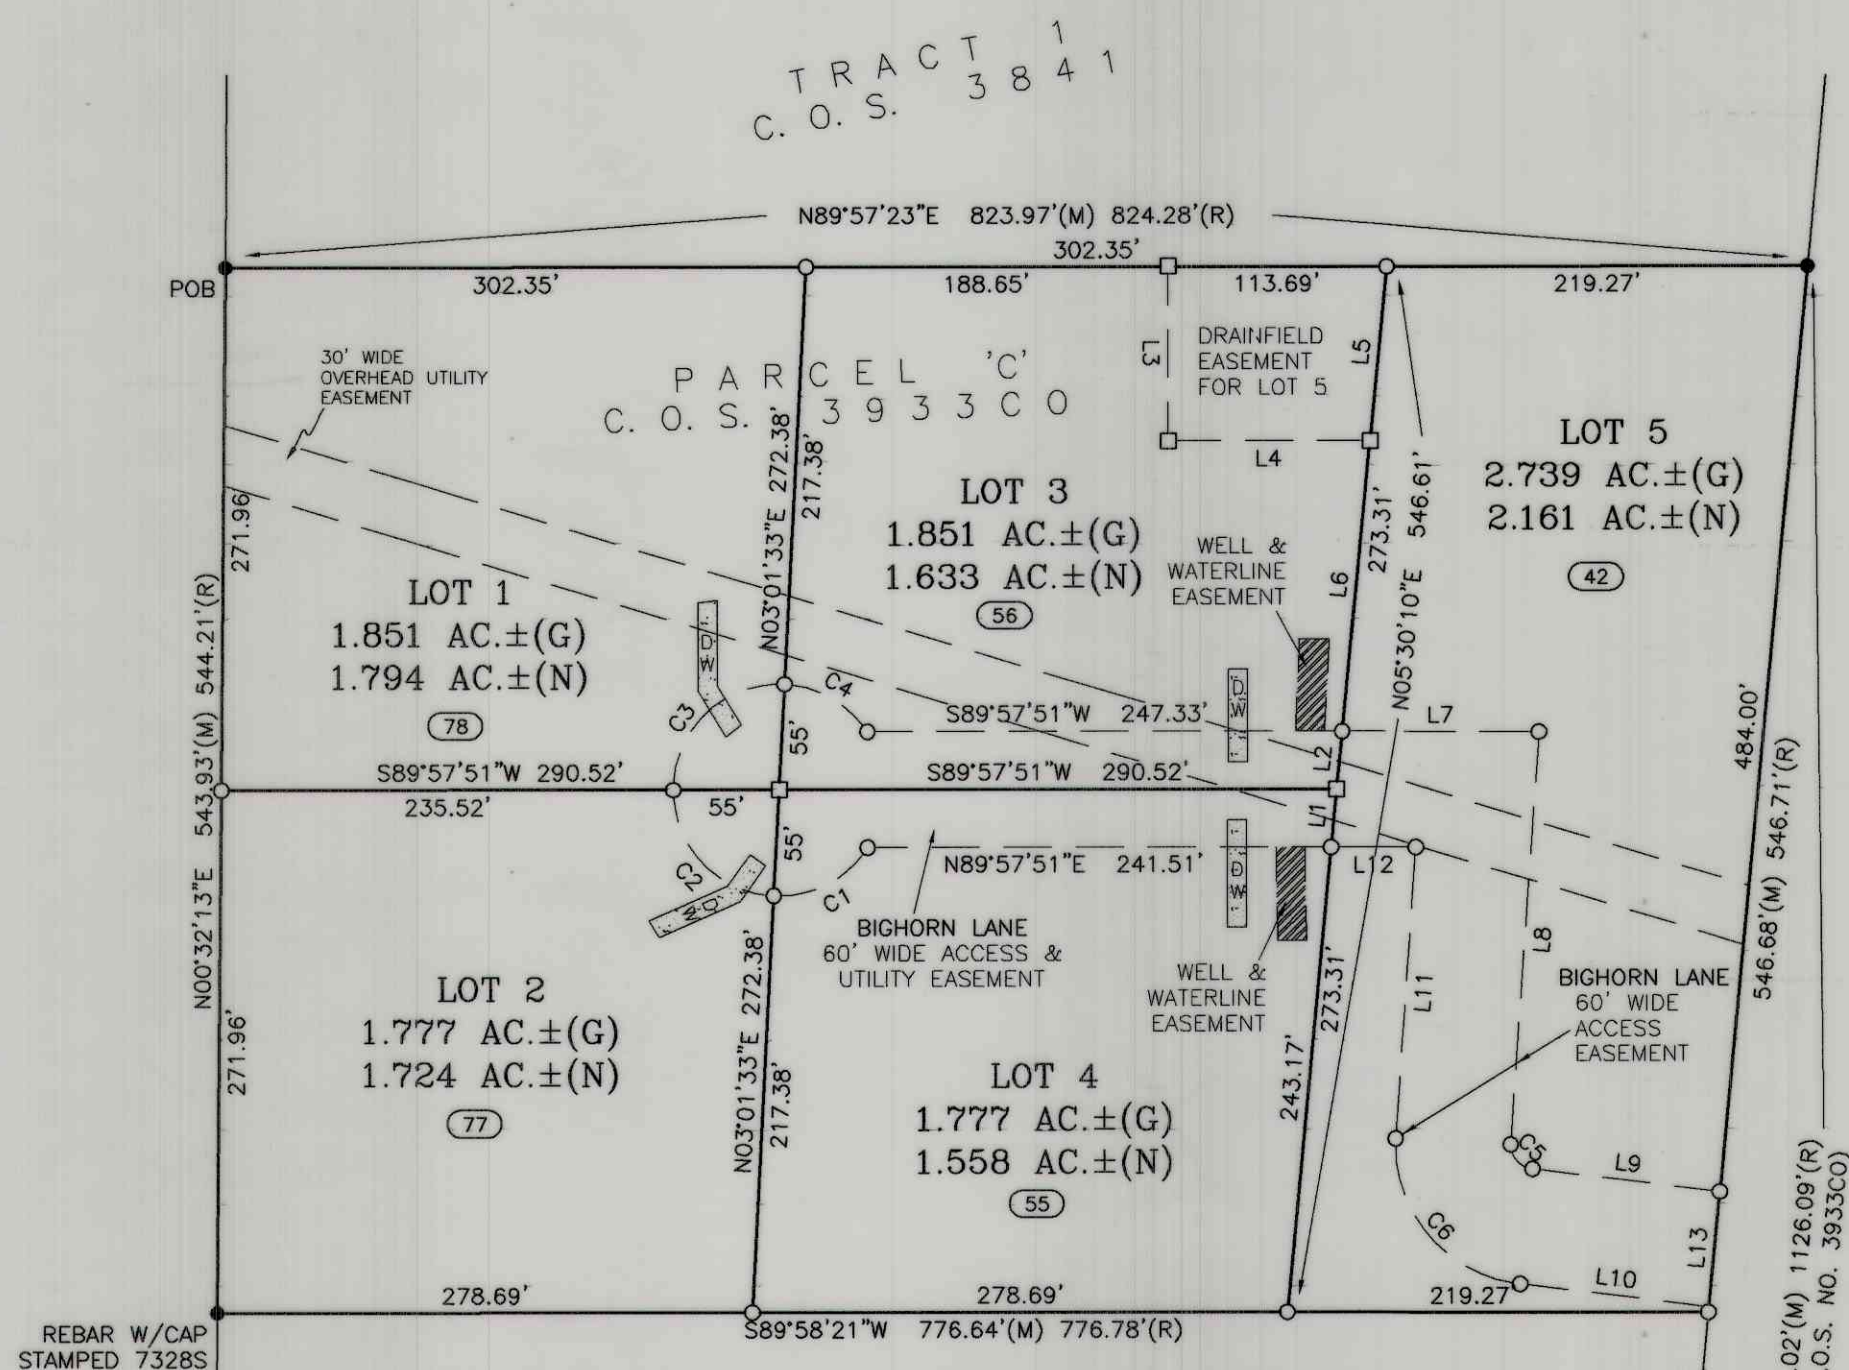 TRACT 1
C.O.S. 3841
N89°57'23"E 823.97'(M) 824.28'(R)
302.35'
POB
302.35'
188.65'
113.69'
219.27'
30' WIDE
OVERHEAD UTILITY
EASEMENT
PARCEL 'C'
C.O.S. 3933CO
L3
DRAINFIELD
EASEMENT
FOR LOT 5
L5
L4
N03°01'33"E 272.38'
217.38'
271.96
LOT 1
1.851 AC.±(G)
1.794 AC.±(N)
78
LOT 3
1.851 AC.±(G)
1.633 AC.±(N)
56
WELL &
WATERLINE
EASEMENT
L6
273.31'
N05°30'10"E 546.61'
LOT 5
2.739 AC.±(G)
2.161 AC.±(N)
42
N00°32'13"E 543.93'(M) 544.21'(R)
DW
C3
C4
55'
S89°57'51"W 247.33'
DW
L2
L7
484.00'
546.68'(M) 546.71'(R)
S89°57'51"W 290.52'
235.52'
55'
S89°57'51"W 290.52'
L1
55'
C2
DW
C1
N89°57'51"E 241.51'
DW
L12
BIGHORN LANE
60' WIDE ACCESS &
UTILITY EASEMENT
WELL &
WATERLINE
EASEMENT
273.31'
243.17'
L11
L8
BIGHORN LANE
60' WIDE
ACCESS
EASEMENT
271.96'
LOT 2
1.777 AC.±(G)
1.724 AC.±(N)
77
N03°01'33"E 272.38'
217.38'
LOT 4
1.777 AC.±(G)
1.558 AC.±(N)
55
C5
L9
C6
L10
L13
278.69'
278.69'
219.27'
S89°58'21"W 776.64'(M) 776.78'(R)
REBAR W/CAP
STAMPED 7328S
.02'(M) 1126.09'(R)
.O.S. NO. 3933CO)